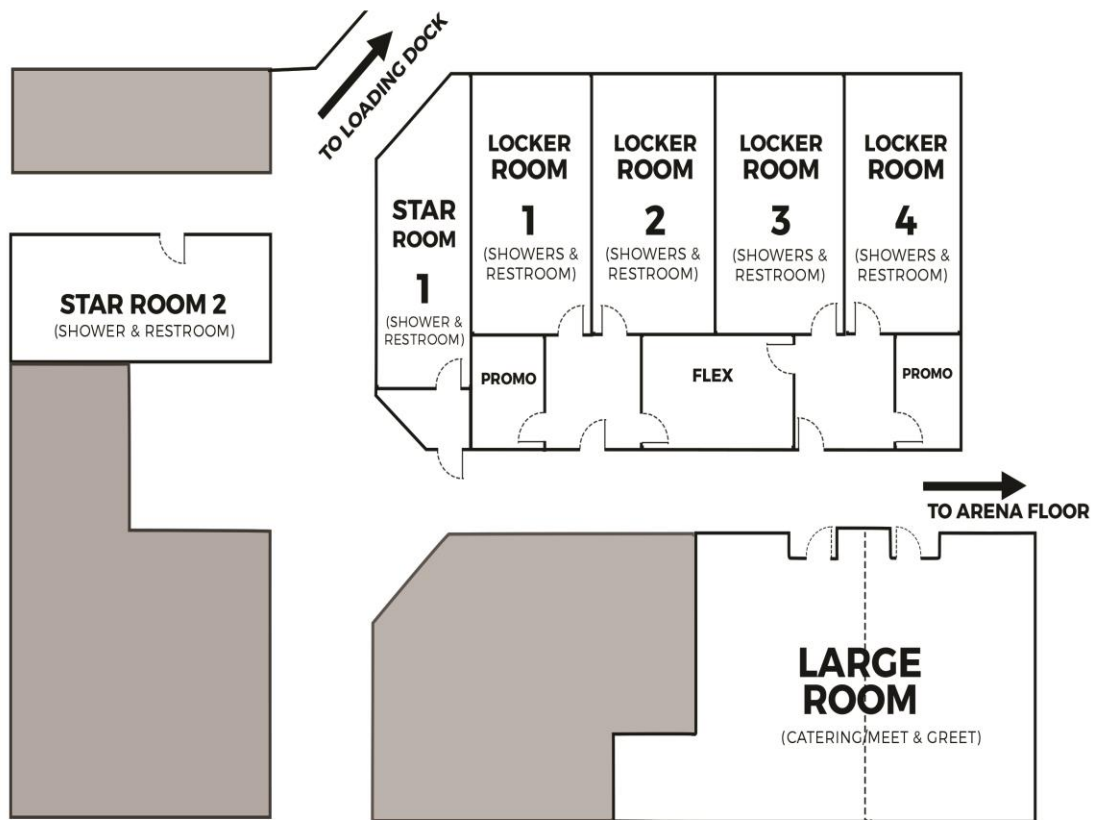 TO LOADING DOCK
LOCKER
ROOM
1
(SHOWERS &
RESTROOM)
LOCKER
ROOM
2
(SHOWERS &
RESTROOM)
LOCKER
ROOM
3
(SHOWERS &
RESTROOM)
LOCKER
ROOM
4
(SHOWERS &
RESTROOM)
STAR
ROOM
1
(SHOWER &
RESTROOM)
STAR ROOM 2
(SHOWER & RESTROOM)
PROMO
FLEX
PROMO
TO ARENA FLOOR
LARGE
ROOM
(CATERING/MEET & GREET)